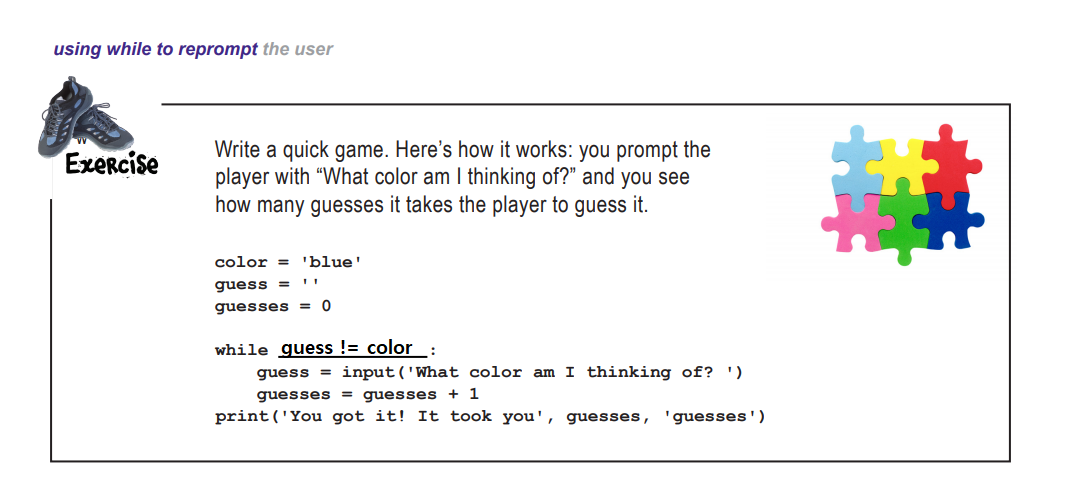 using while to reprompt the user
Exercise
Write a quick game. Here’s how it works: you prompt the
player with “What color am I thinking of?” and you see
how many guesses it takes the player to guess it.
color = 'blue'
guess = ''
guesses = 0
while guess != color :
    guess = input('What color am I thinking of? ')
    guesses = guesses + 1
print('You got it! It took you', guesses, 'guesses')